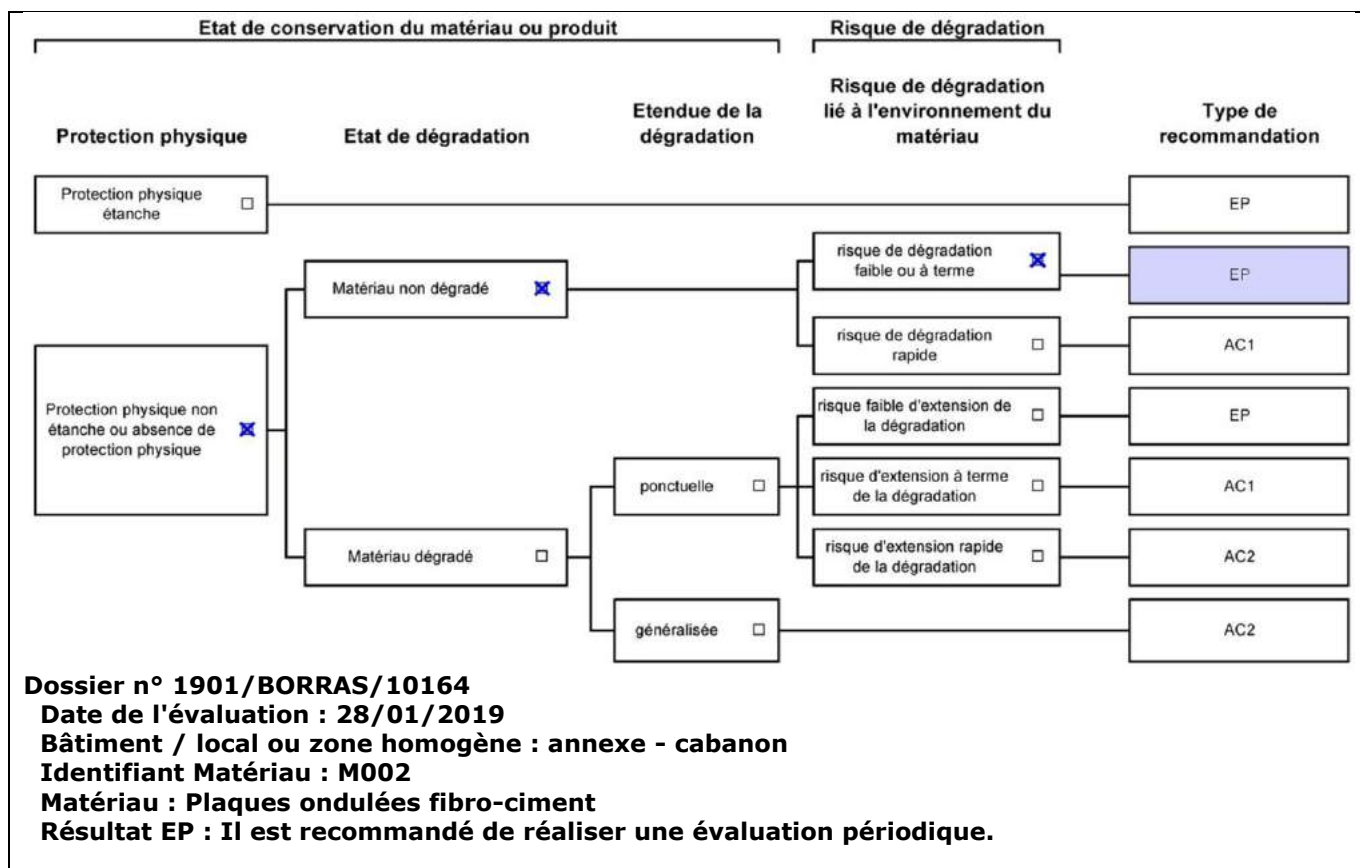 Etat de conservation du matériau ou produit
Risque de dégradation
Protection physique
Etat de dégradation
Etendue de la
dégradation
Risque de dégradation
lié à l'environnement du
matériau
Type de
recommandation
Protection physique
étanche
EP
risque de dégradation
faible ou à terme
EP
Matériau non dégradé
risque de dégradation
rapide
AC1
Protection physique non
étanche ou absence de
protection physique
risque faible d'extension de
la dégradation
EP
ponctuelle
risque d'extension à terme
de la dégradation
AC1
Matériau dégradé
risque d'extension rapide
de la dégradation
AC2
généralisée
AC2
Dossier n° 1901/BORRAS/10164
Date de l'évaluation : 28/01/2019
Bâtiment / local ou zone homogène : annexe - cabanon
Identifiant Matériau : M002
Matériau : Plaques ondulées fibro-ciment
Résultat EP : Il est recommandé de réaliser une évaluation périodique.